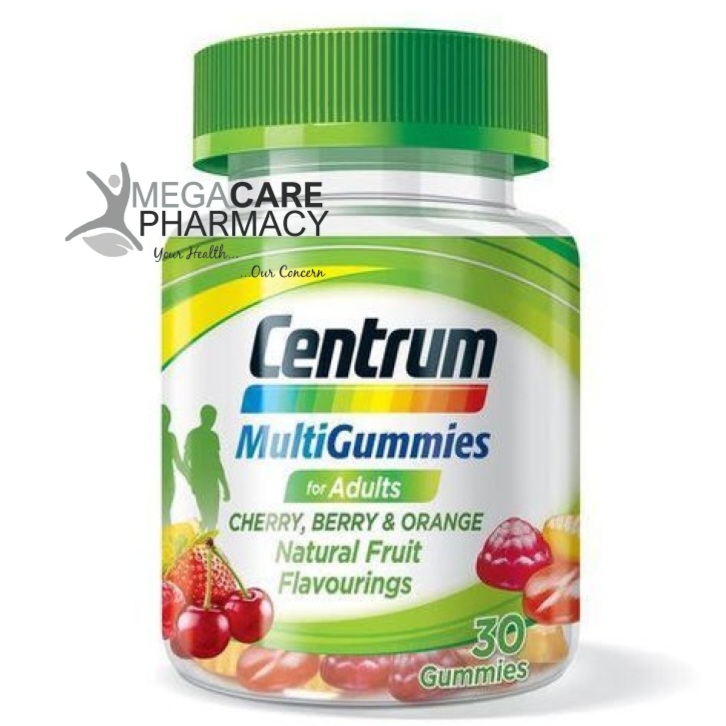 MEGACARE
PHARMACY
Your Health...
...Our Concern
Centrum
MultiGummies
for Adults
CHERRY, BERRY & ORANGE
Natural Fruit
Flavourings
30
Gummies